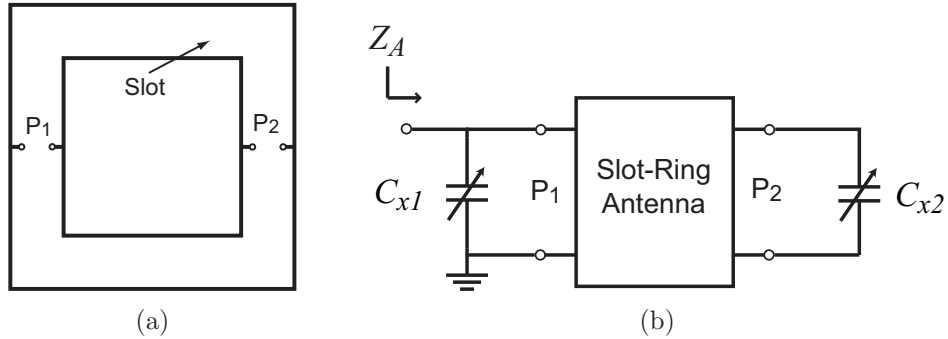 Slot
P1
P2
(a)
ZA
Cx1
P1
Slot-Ring
Antenna
P2
Cx2
(b)